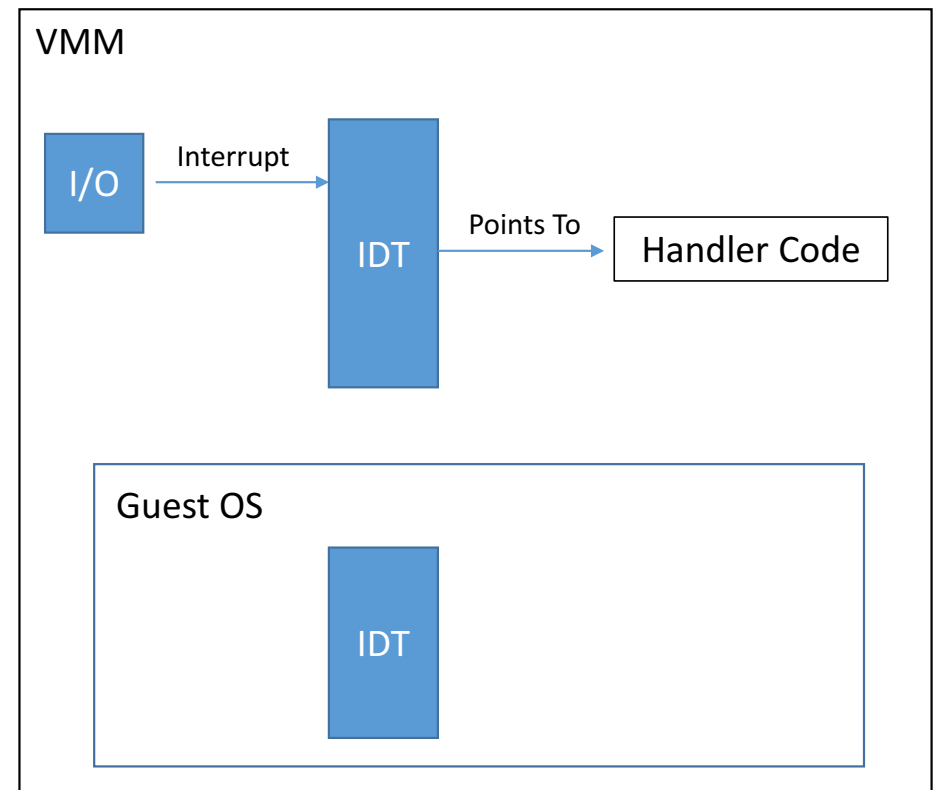 VMM
I/O
Interrupt
IDT
Points To
Handler Code
Guest OS
IDT